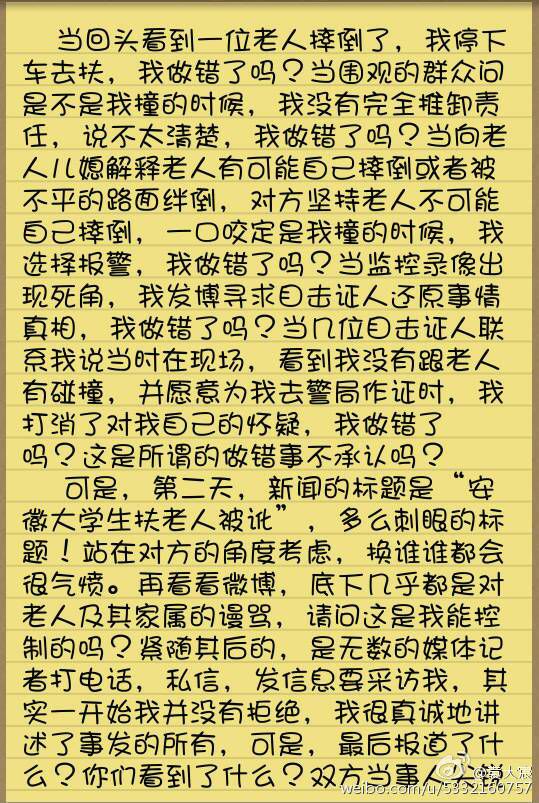 当回头看到一位老人摔倒了，我停下
车去扶，我做错了吗？当围观的群众问
是不是我撞的时候，我没有完全推卸责
任，说不太清楚，我做错了吗？当向老
人儿媳解释老人有可能自己摔倒或者被
不平的路面绊倒，对方坚持老人不可能
自己摔倒，一口咬定是我撞的时候，我
选择报警，我做错了吗？当监控录像出
现死角，我发博寻求目击证人还原事情
真相，我做错了吗？当几位目击证人联
系我说当时在现场，看到我没有跟老人
有碰撞，并愿意为我去警局作证时，我
打消了对我自己的怀疑，我做错了
吗？这是所谓的做错事不承认吗？
可是，第二天，新闻的标题是“安
徽大学生扶老人被讹”，多么刺眼的标
题！站在对方的角度考虑，换谁谁都会
很气愤。再看看微博，底下几乎都是对
老人及其家属的谩骂，请问这是我能控
制的吗？紧随其后的，是无数的媒体记
者打电话，私信，发信息要采访我，其
实一开始我并没有拒绝，我很真诚地讲
述了事发的所有，可是，最后报道了什
么？你们看到了什么？双方当事人
weibo.com/u/5332160757